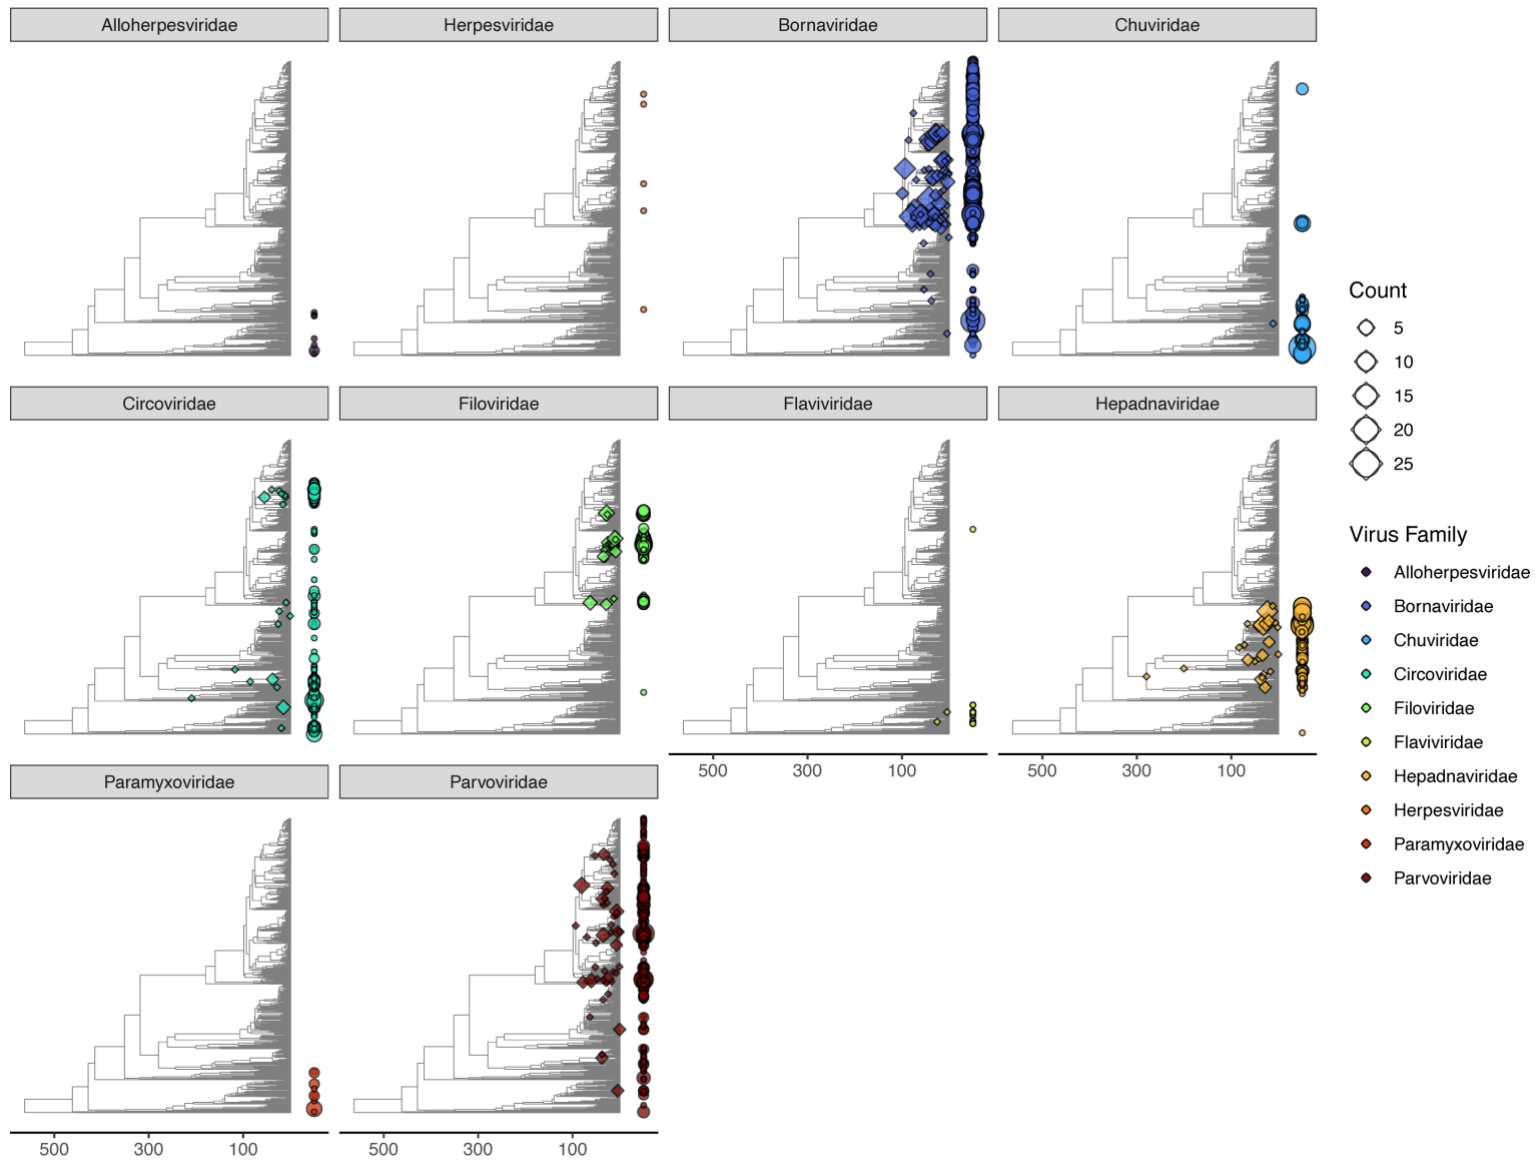 Alloherpesviridae
Herpesviridae
Bornaviridae
Chuviridae
Circoviridae
Filoviridae
Flaviviridae
Hepadnaviridae
500 300 100
500 300 100
Paramyxoviridae
Parvoviridae
500 300 100
500 300 100
Count
5
10
15
20
25
Virus Family
Alloherpesviridae
Bornaviridae
Chuviridae
Circoviridae
Filoviridae
Flaviviridae
Hepadnaviridae
Herpesviridae
Paramyxoviridae
Parvoviridae